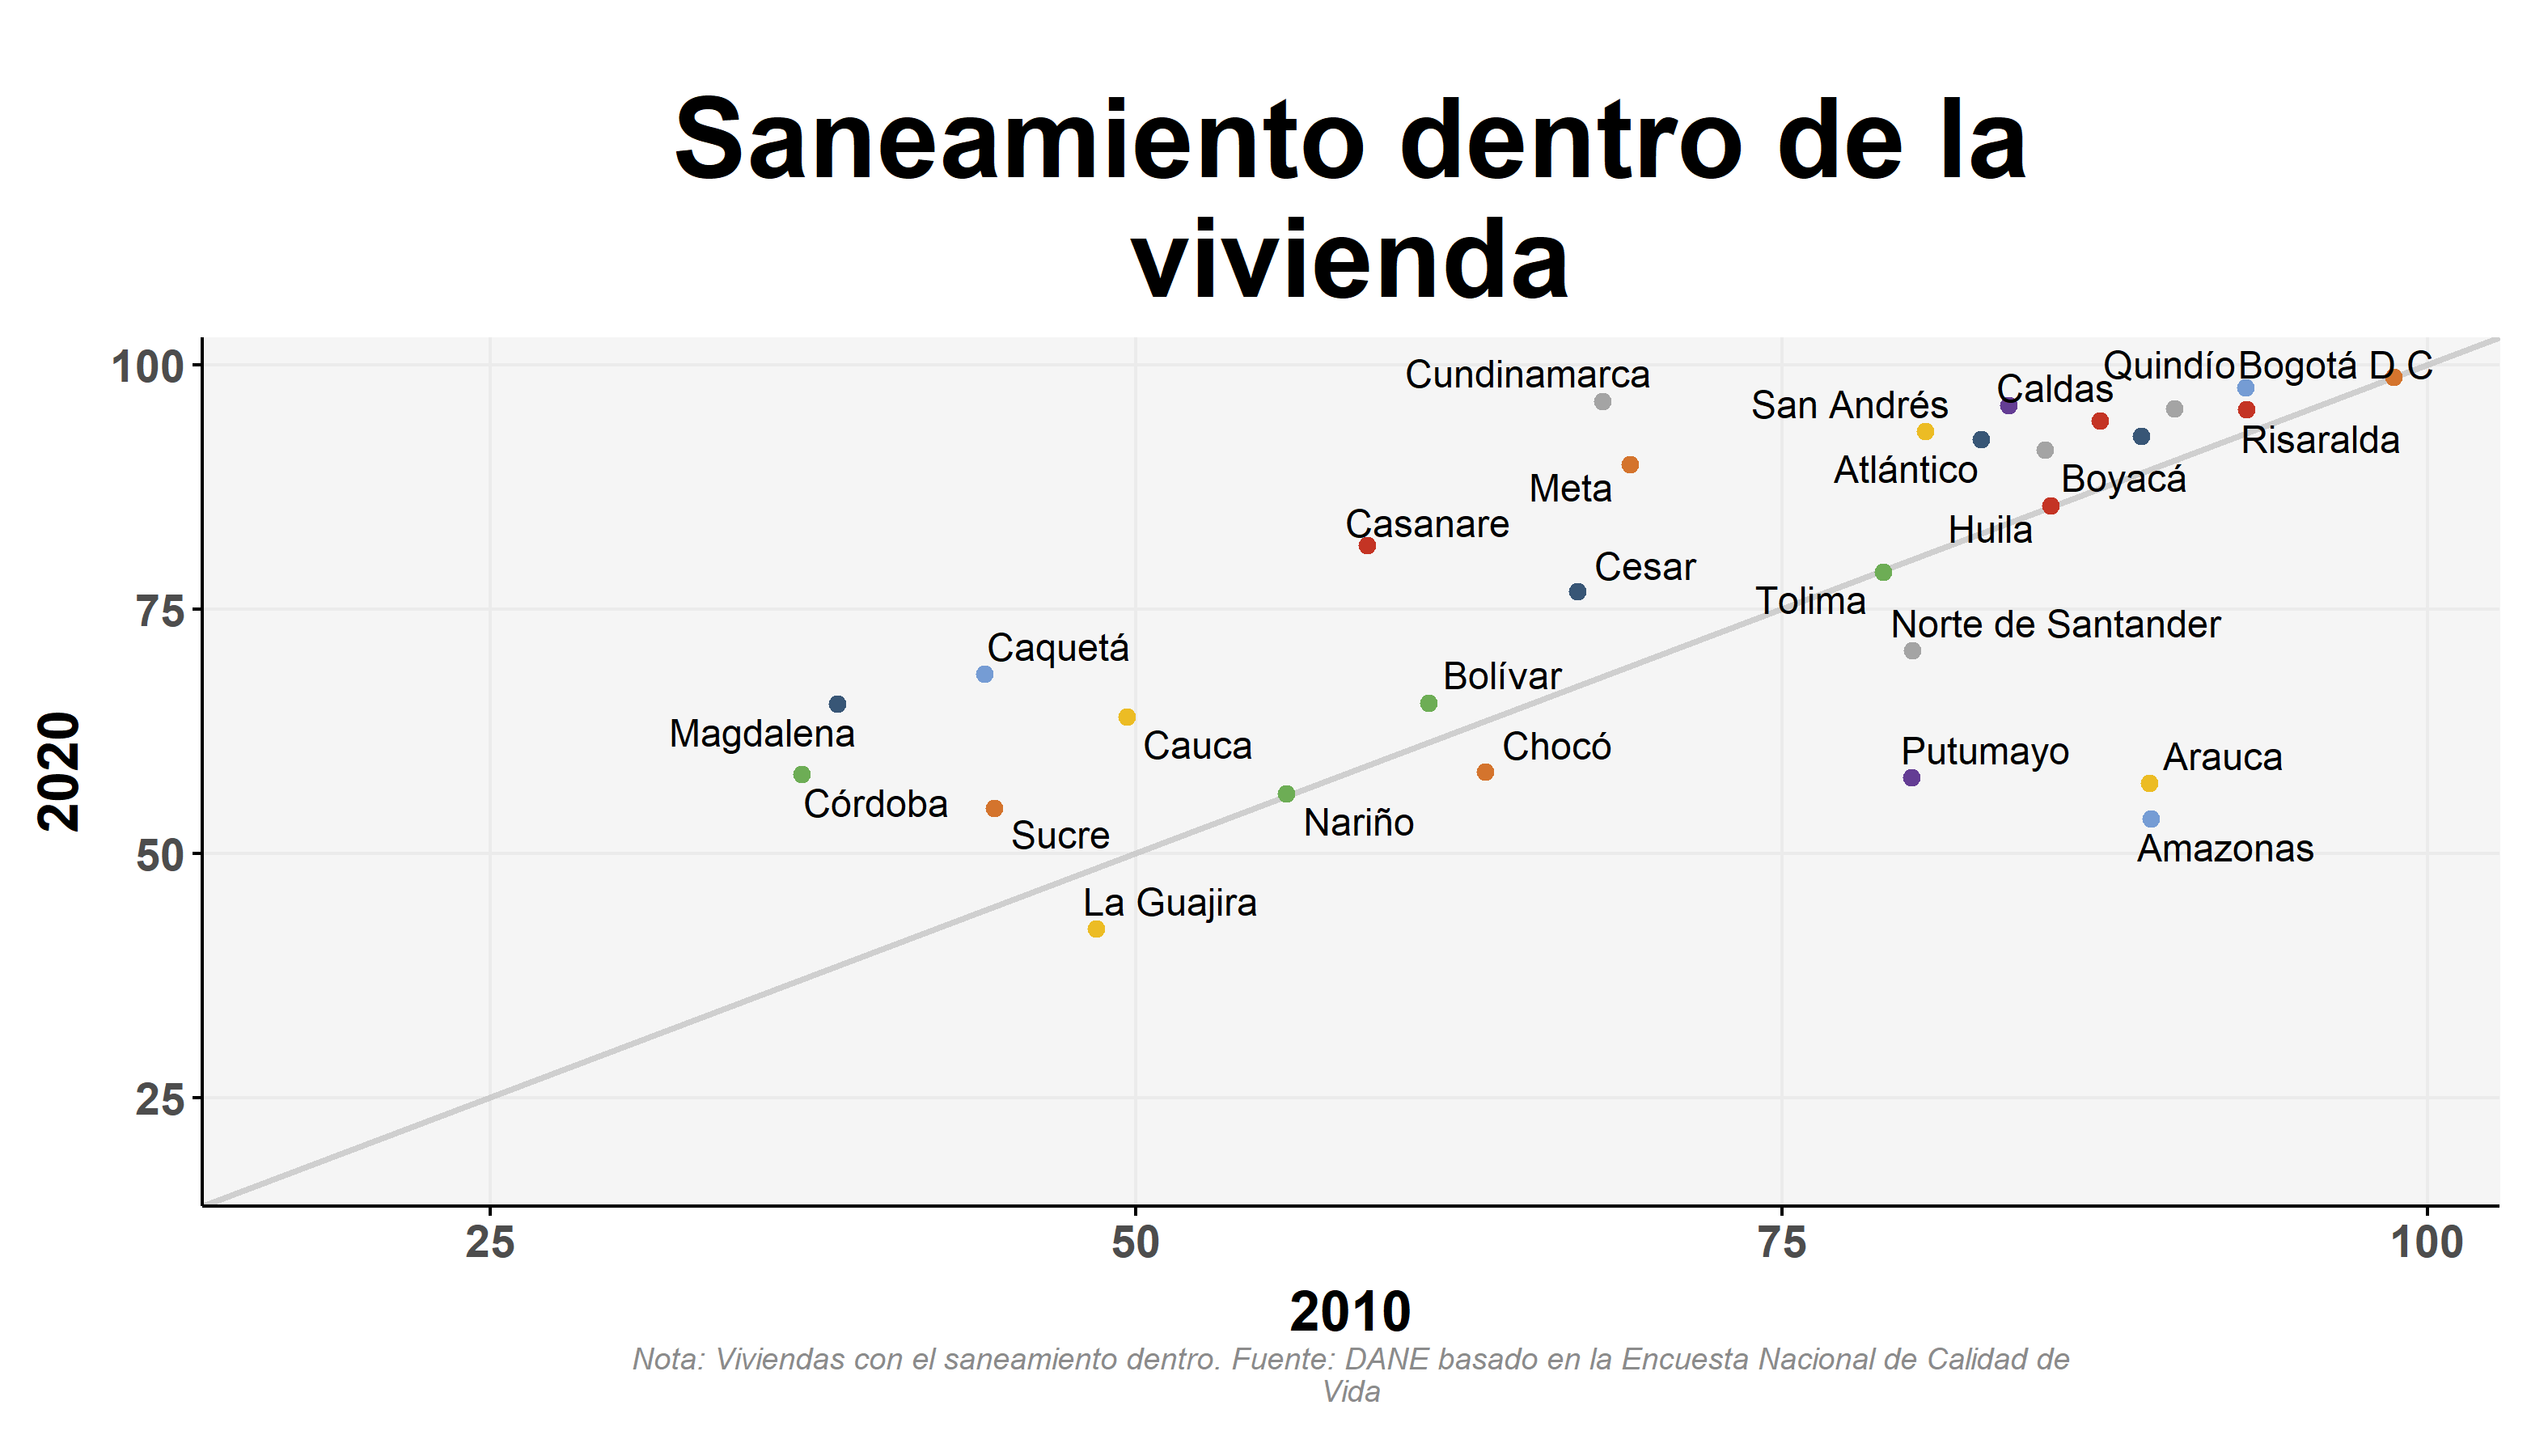 Saneamiento dentro de la
vivienda
100
Cundinamarca
Quindío
Bogotá D C
Caldas
San Andrés
Risaralda
Atlántico
Boyacá
Meta
Casanare
Huila
Cesar
75
Tolima
Norte de Santander
Caquetá
Bolívar
Magdalena
Cauca
Chocó
Putumayo
Arauca
Córdoba
Nariño
Sucre
50
Amazonas
La Guajira
25
2020
25
50
75
100
2010
Nota: Viviendas con el saneamiento dentro. Fuente: DANE basado en la Encuesta Nacional de Calidad de
Vida